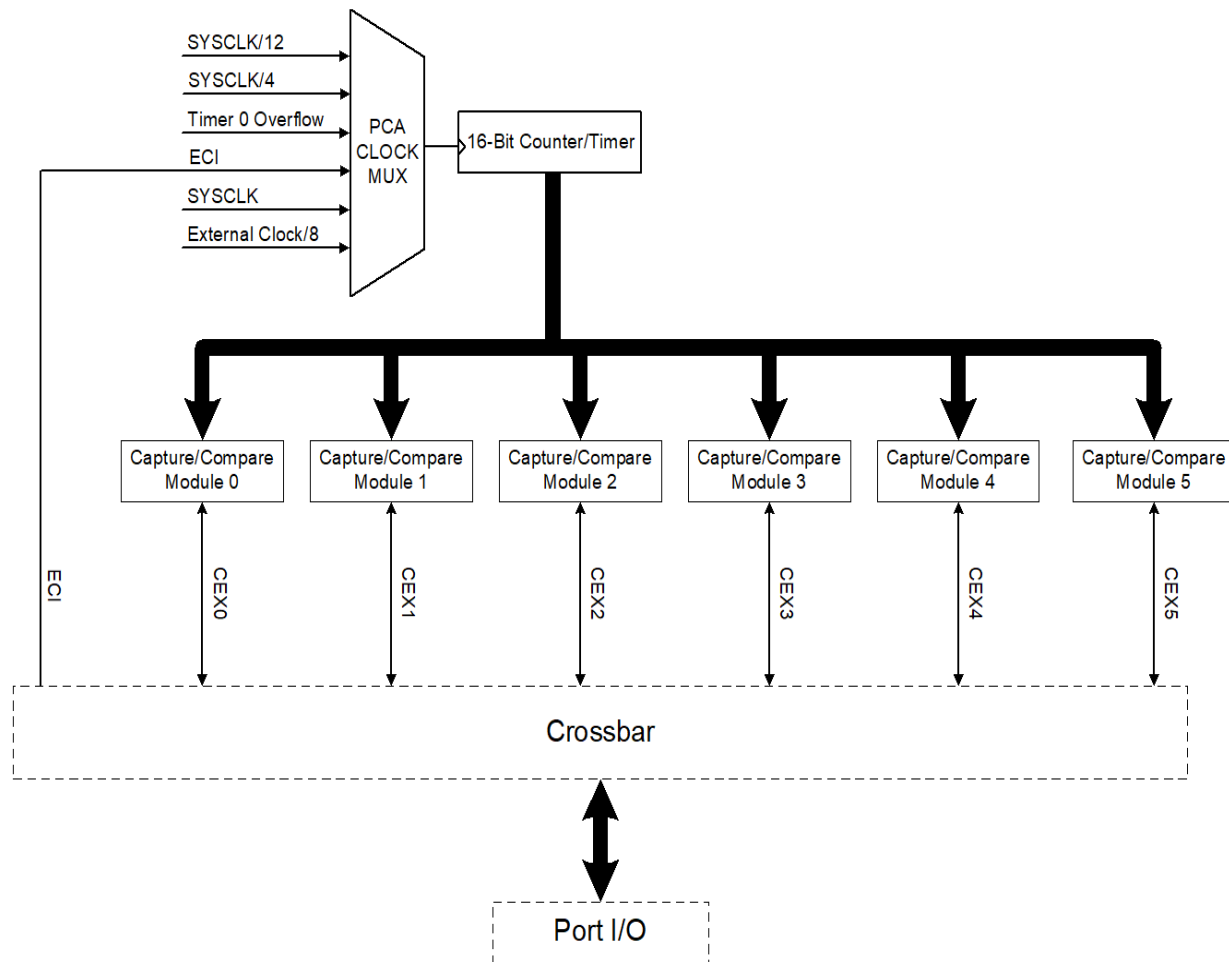 SYSCLK/12
SYSCLK/4
Timer 0 Overflow
ECI
SYSCLK
External Clock/8
PCA
CLOCK
MUX
16-Bit Counter/Timer
Capture/Compare
Module 0
Capture/Compare
Module 1
Capture/Compare
Module 2
Capture/Compare
Module 3
Capture/Compare
Module 4
Capture/Compare
Module 5
ECI
CEX0
CEX1
CEX2
CEX3
CEX4
CEX5
Crossbar
Port I/O